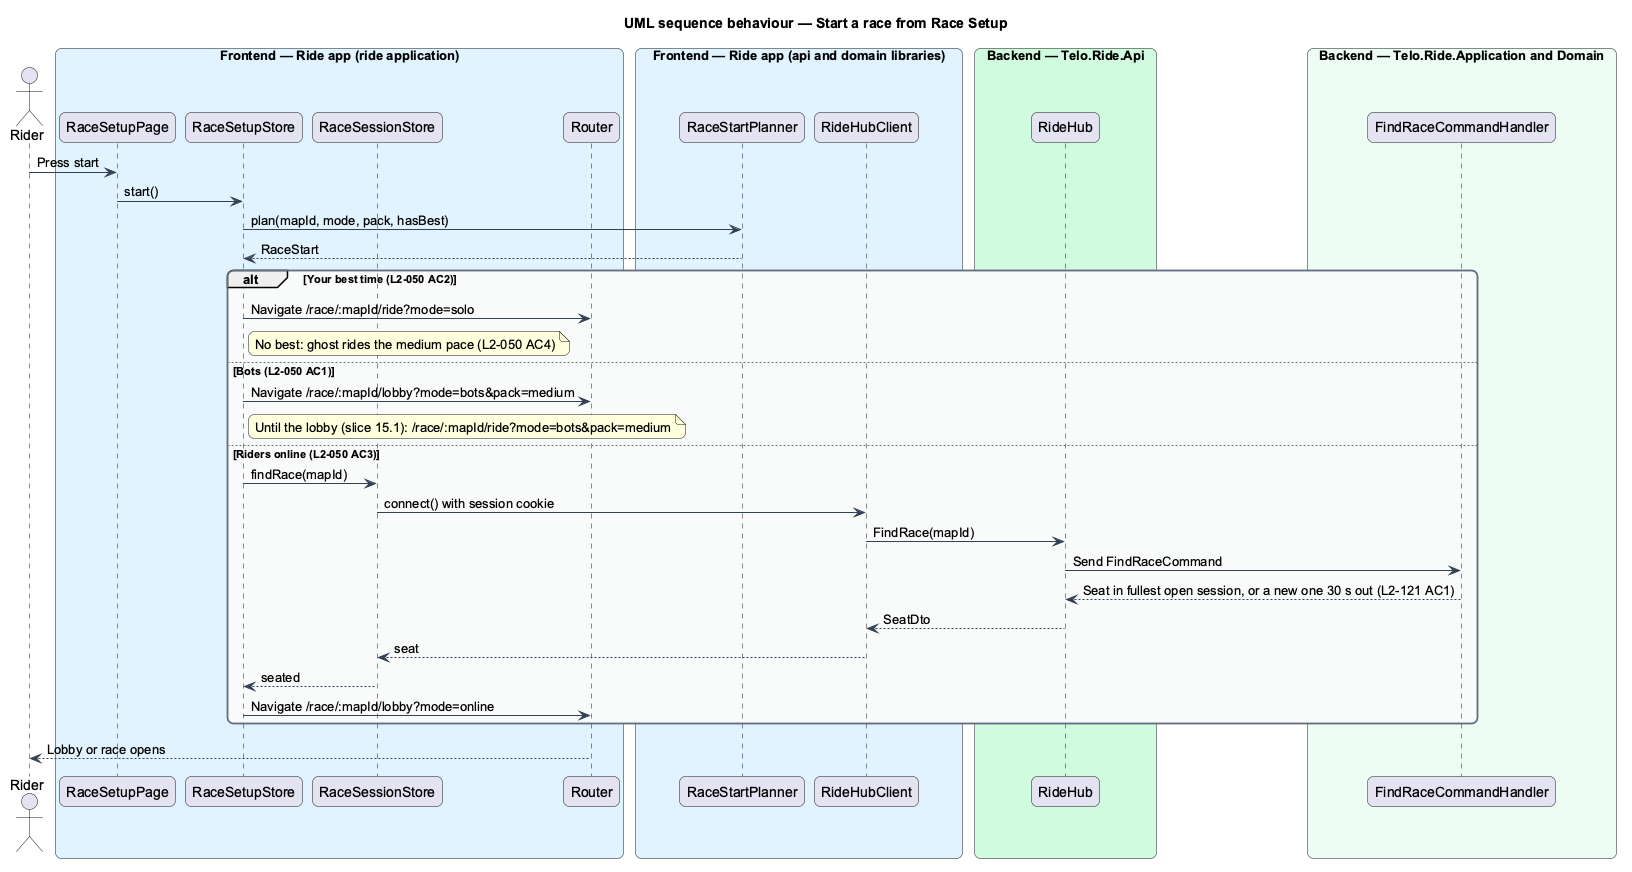 UML sequence behaviour — Start a race from Race Setup
Frontend — Ride app (ride application)
Frontend — Ride app (api and domain libraries)
Backend — Telo.Ride.Api
Backend — Telo.Ride.Application and Domain
Rider
RaceSetupPage
RaceSetupStore
RaceSessionStore
Router
RaceStartPlanner
RideHubClient
RideHub
FindRaceCommandHandler
Press start
start()
plan(mapId, mode, pack, hasBest)
RaceStart
alt
[Your best time (L2-050 AC2)]
Navigate /race/:mapId/ride?mode=solo
No best: ghost rides the medium pace (L2-050 AC4)
[Bots (L2-050 AC1)]
Navigate /race/:mapId/lobby?mode=bots&pack=medium
Until the lobby (slice 15.1): /race/:mapId/ride?mode=bots&pack=medium
[Riders online (L2-050 AC3)]
findRace(mapId)
connect() with session cookie
FindRace(mapId)
Send FindRaceCommand
Seat in fullest open session, or a new one 30 s out (L2-121 AC1)
SeatDto
seat
seated
Navigate /race/:mapId/lobby?mode=online
Lobby or race opens
Rider
RaceSetupPage
RaceSetupStore
RaceSessionStore
Router
RaceStartPlanner
RideHubClient
RideHub
FindRaceCommandHandler